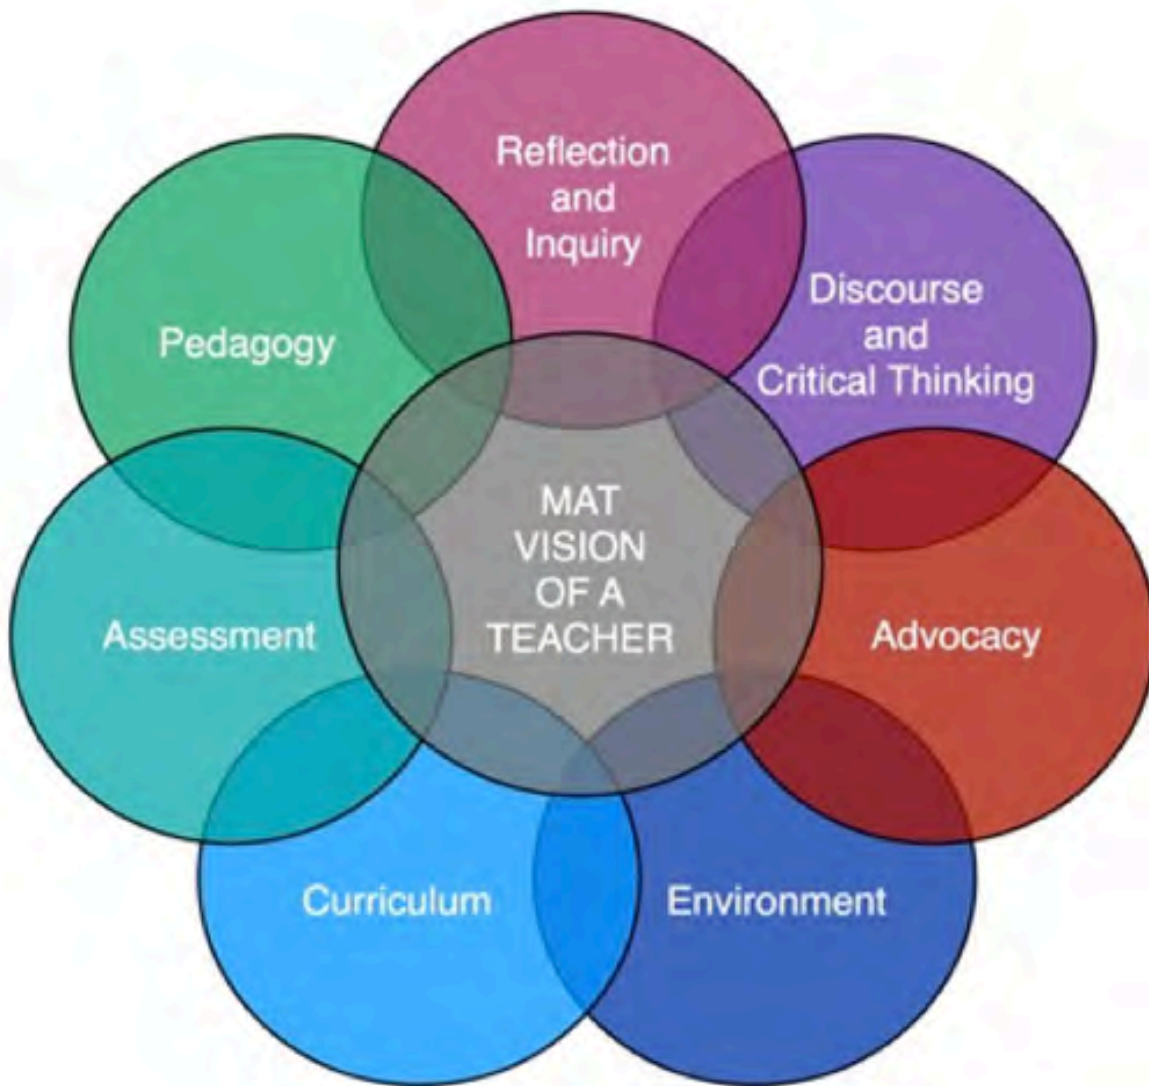 Reflection
and
Inquiry
Discourse
and
Critical Thinking
Pedagogy
MAT
VISION
OF A
TEACHER
Assessment
Advocacy
Curriculum
Environment